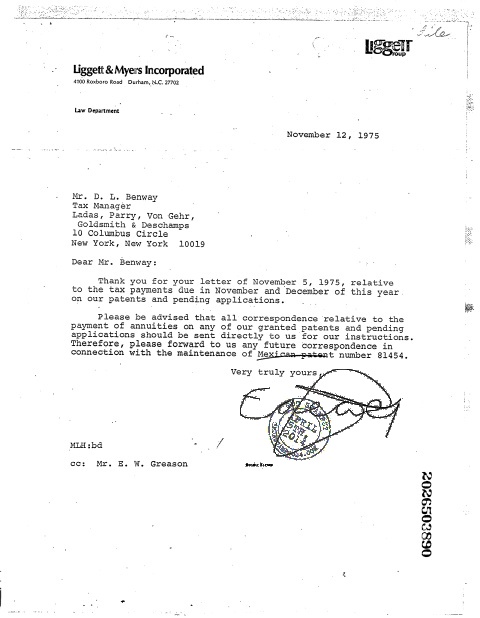 File
Liggett
GROUP
Liggett & Myers Incorporated
4100 Roxboro Road Durham, N.C. 27702
Law Department
November 12, 1975
Mr. D. L. Benway
Tax Manager
Ladas, Parry, Von Gehr,
Goldsmith & Deschamps
10 Columbus Circle
New York, New York 10019
Dear Mr. Benway:
Thank you for your letter of November 5, 1975, relative
to the tax payments due in November and December of this year
on our patents and pending applications.
Please be advised that all correspondence relative to the
payment of annuities on any of our granted patents and pending
applications should be sent directly to us for our instructions.
Therefore, please forward to us any future correspondence in
connection with the maintenance of Mexican patent number 81454.
Very truly yours,
APRIL
2014
MLH:bd
cc: Mr. E. W. Greason
2026503890